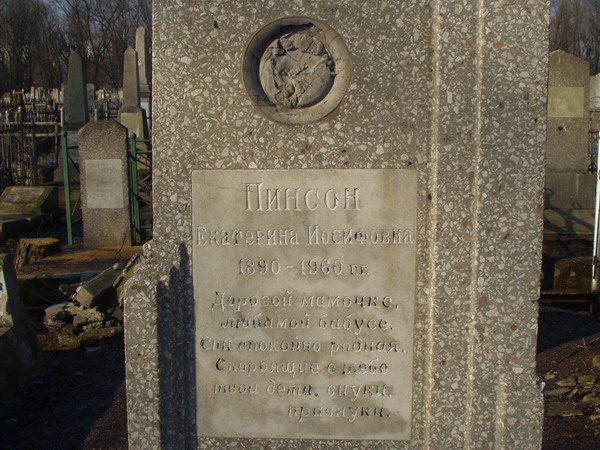 Пинсон
Екатерина Иосифовна
1890-1960 гг.
Дорогой мамочке,
любимой бабусе.
Спи спокойно родная.
Скорбящие о тебе
твои дети, внуки,
правнуки.